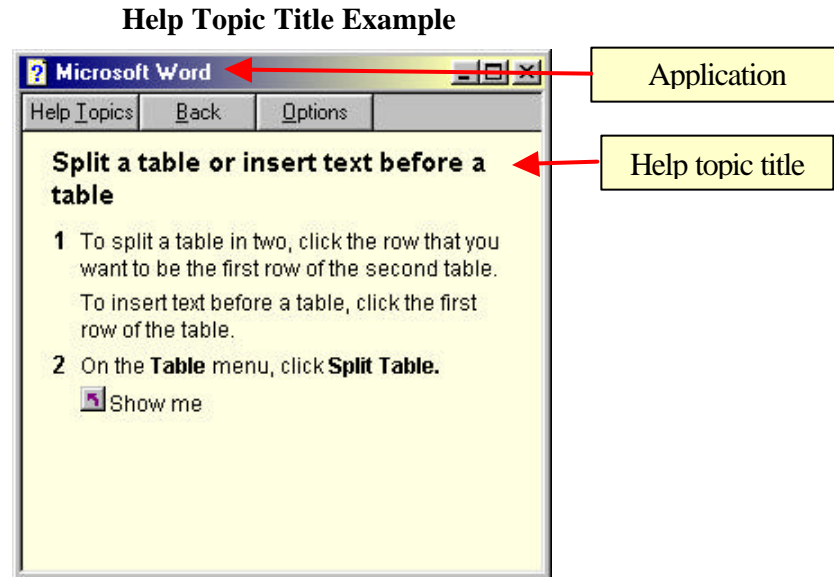 Help Topic Title Example
Microsoft Word
Application
Help Topics Back Options
Split a table or insert text before a
table
Help topic title
1 To split a table in two, click the row that you
want to be the first row of the second table.
To insert text before a table, click the first
row of the table.
2 On the Table menu, click Split Table.
Show me